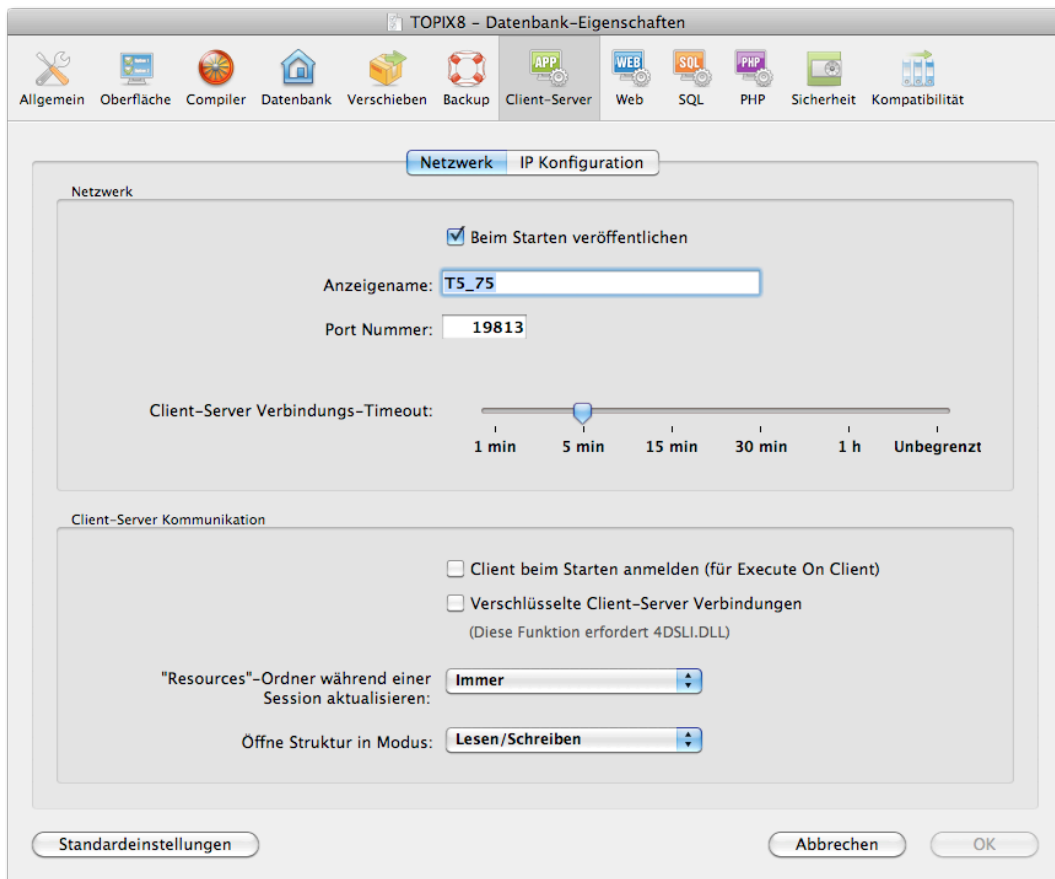 TOPIX8 – Datenbank-Eigenschaften
APP WEB SQL PHP
Allgemein Oberfläche Compiler Datenbank Verschieben Backup Client-Server Web SQL PHP Sicherheit Kompatibilität
Netzwerk IP Konfiguration
Netzwerk
Beim Starten veröffentlichen
Anzeigename: T5_75
Port Nummer: 19813
Client-Server Verbindungs-Timeout:
1 min 5 min 15 min 30 min 1 h Unbegrenzt
Client-Server Kommunikation
Client beim Starten anmelden (für Execute On Client)
Verschlüsselte Client-Server Verbindungen
(Diese Funktion erfordert 4DSLI.DLL)
"Resources"-Ordner während einer Immer
Session aktualisieren:
Öffne Struktur in Modus: Lesen/Schreiben
Standardeinstellungen Abbrechen OK